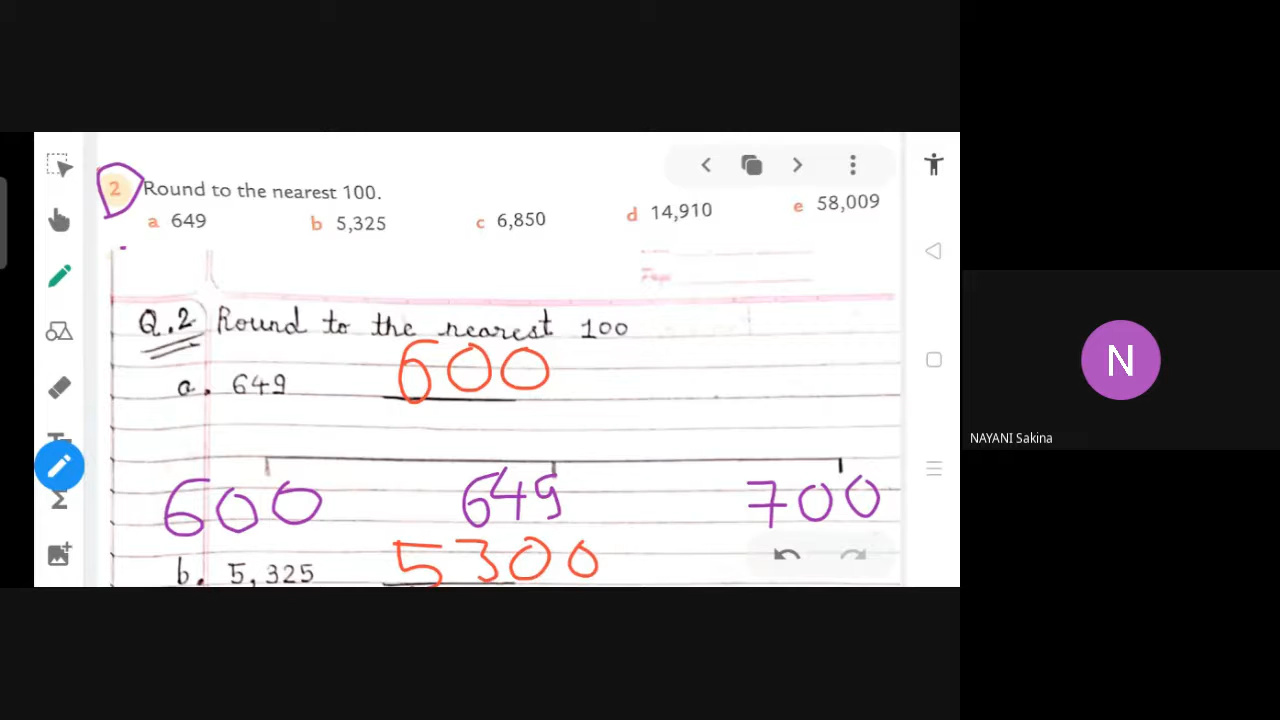 2 Round to the nearest 100.
a 649 b 5,325 c 6,850 d 14,910 e 58,009
Q.2 Round to the nearest 100
a. 649 600
600 649 700
b. 5,325 5300
N
NAYANI Sakina